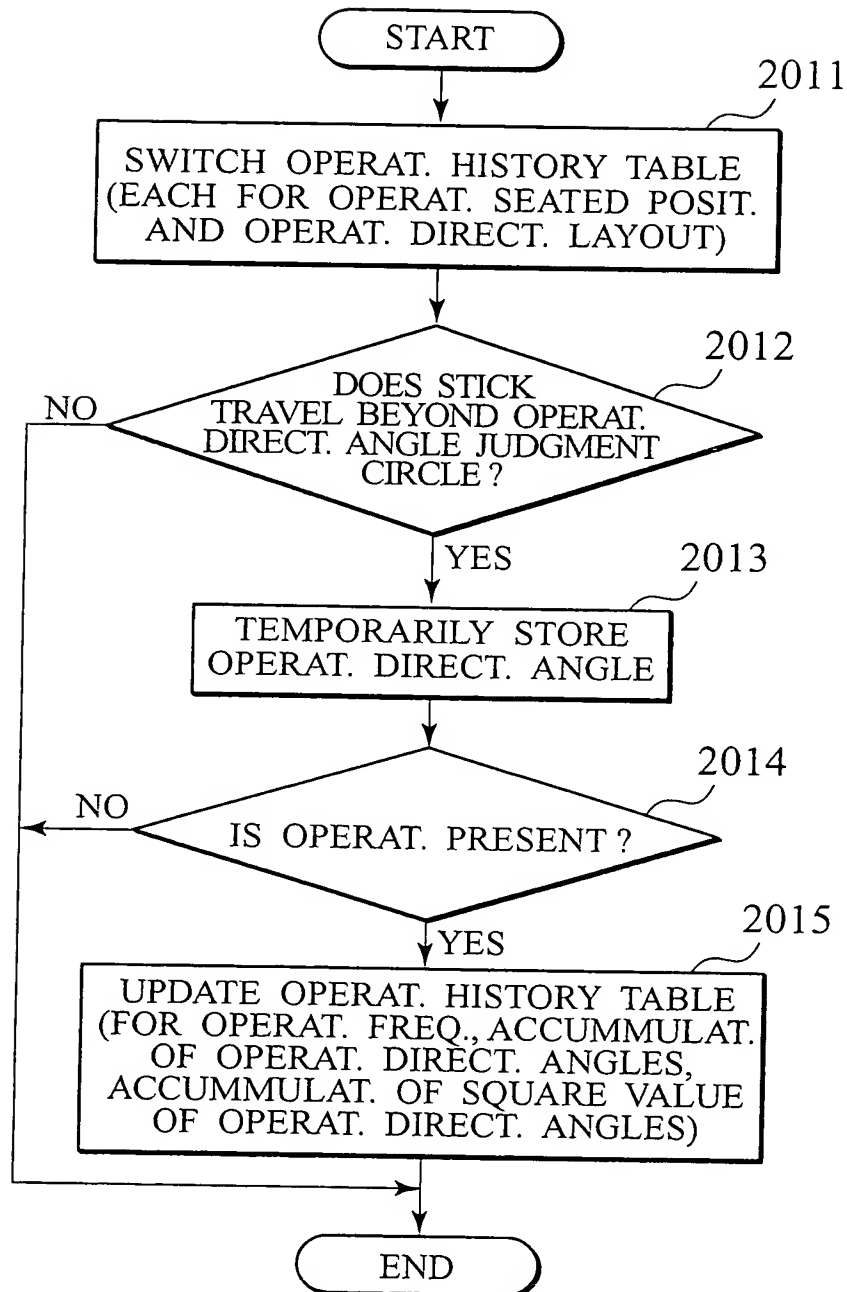 START
2011
SWITCH OPERAT. HISTORY TABLE
(EACH FOR OPERAT. SEATED POSIT.
AND OPERAT. DIRECT. LAYOUT)
2012
DOES STICK
TRAVEL BEYOND OPERAT.
DIRECT. ANGLE JUDGMENT
CIRCLE ?
NO
YES
2013
TEMPORARILY STORE
OPERAT. DIRECT. ANGLE
2014
IS OPERAT. PRESENT ?
NO
YES
2015
UPDATE OPERAT. HISTORY TABLE
(FOR OPERAT. FREQ., ACCUMMULAT.
OF OPERAT. DIRECT. ANGLES,
ACCUMMULAT. OF SQUARE VALUE
OF OPERAT. DIRECT. ANGLES)
END